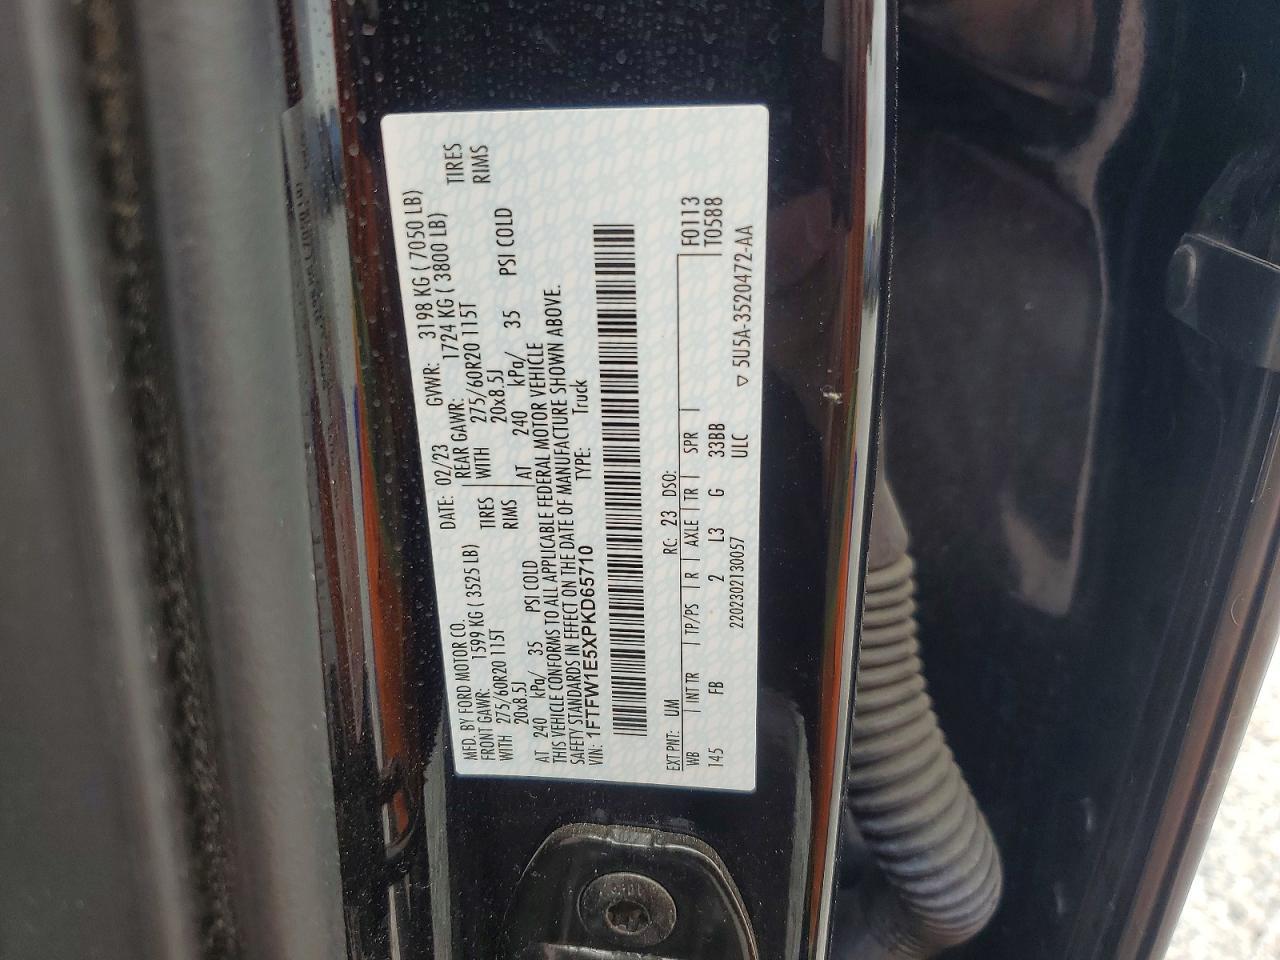 MFD. BY FORD MOTOR CO.
DATE: 02/23 GVWR: 3198 KG ( 7050 LB)
FRONT GAWR: 1599 KG ( 3525 LB)
REAR GAWR: 1724 KG ( 3800 LB)
WITH 275/60R20 115T TIRES
WITH 275/60R20 115T TIRES
20x8.5J RIMS
20x8.5J RIMS
AT 240 kPa/ 35 PSI COLD
AT 240 kPa/ 35 PSI COLD
THIS VEHICLE CONFORMS TO ALL APPLICABLE FEDERAL MOTOR VEHICLE
SAFETY STANDARDS IN EFFECT ON THE DATE OF MANUFACTURE SHOWN ABOVE.
VIN: 1FTFW1E5XPKD65710 TYPE: Truck
EXT PNT: UM RC: 23 DSO:
WB INT TR TP/PS R AXLE TR SPR F0113
145 FB 2 L3 G 33BB T0588
2202302130057 ULC
▽ 5U5A-3520472-AA